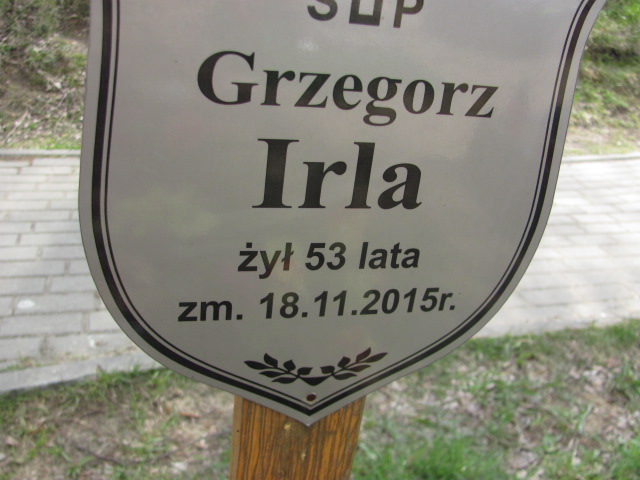 Grzegorz
Irla
żył 53 lata
zm. 18.11.2015r.